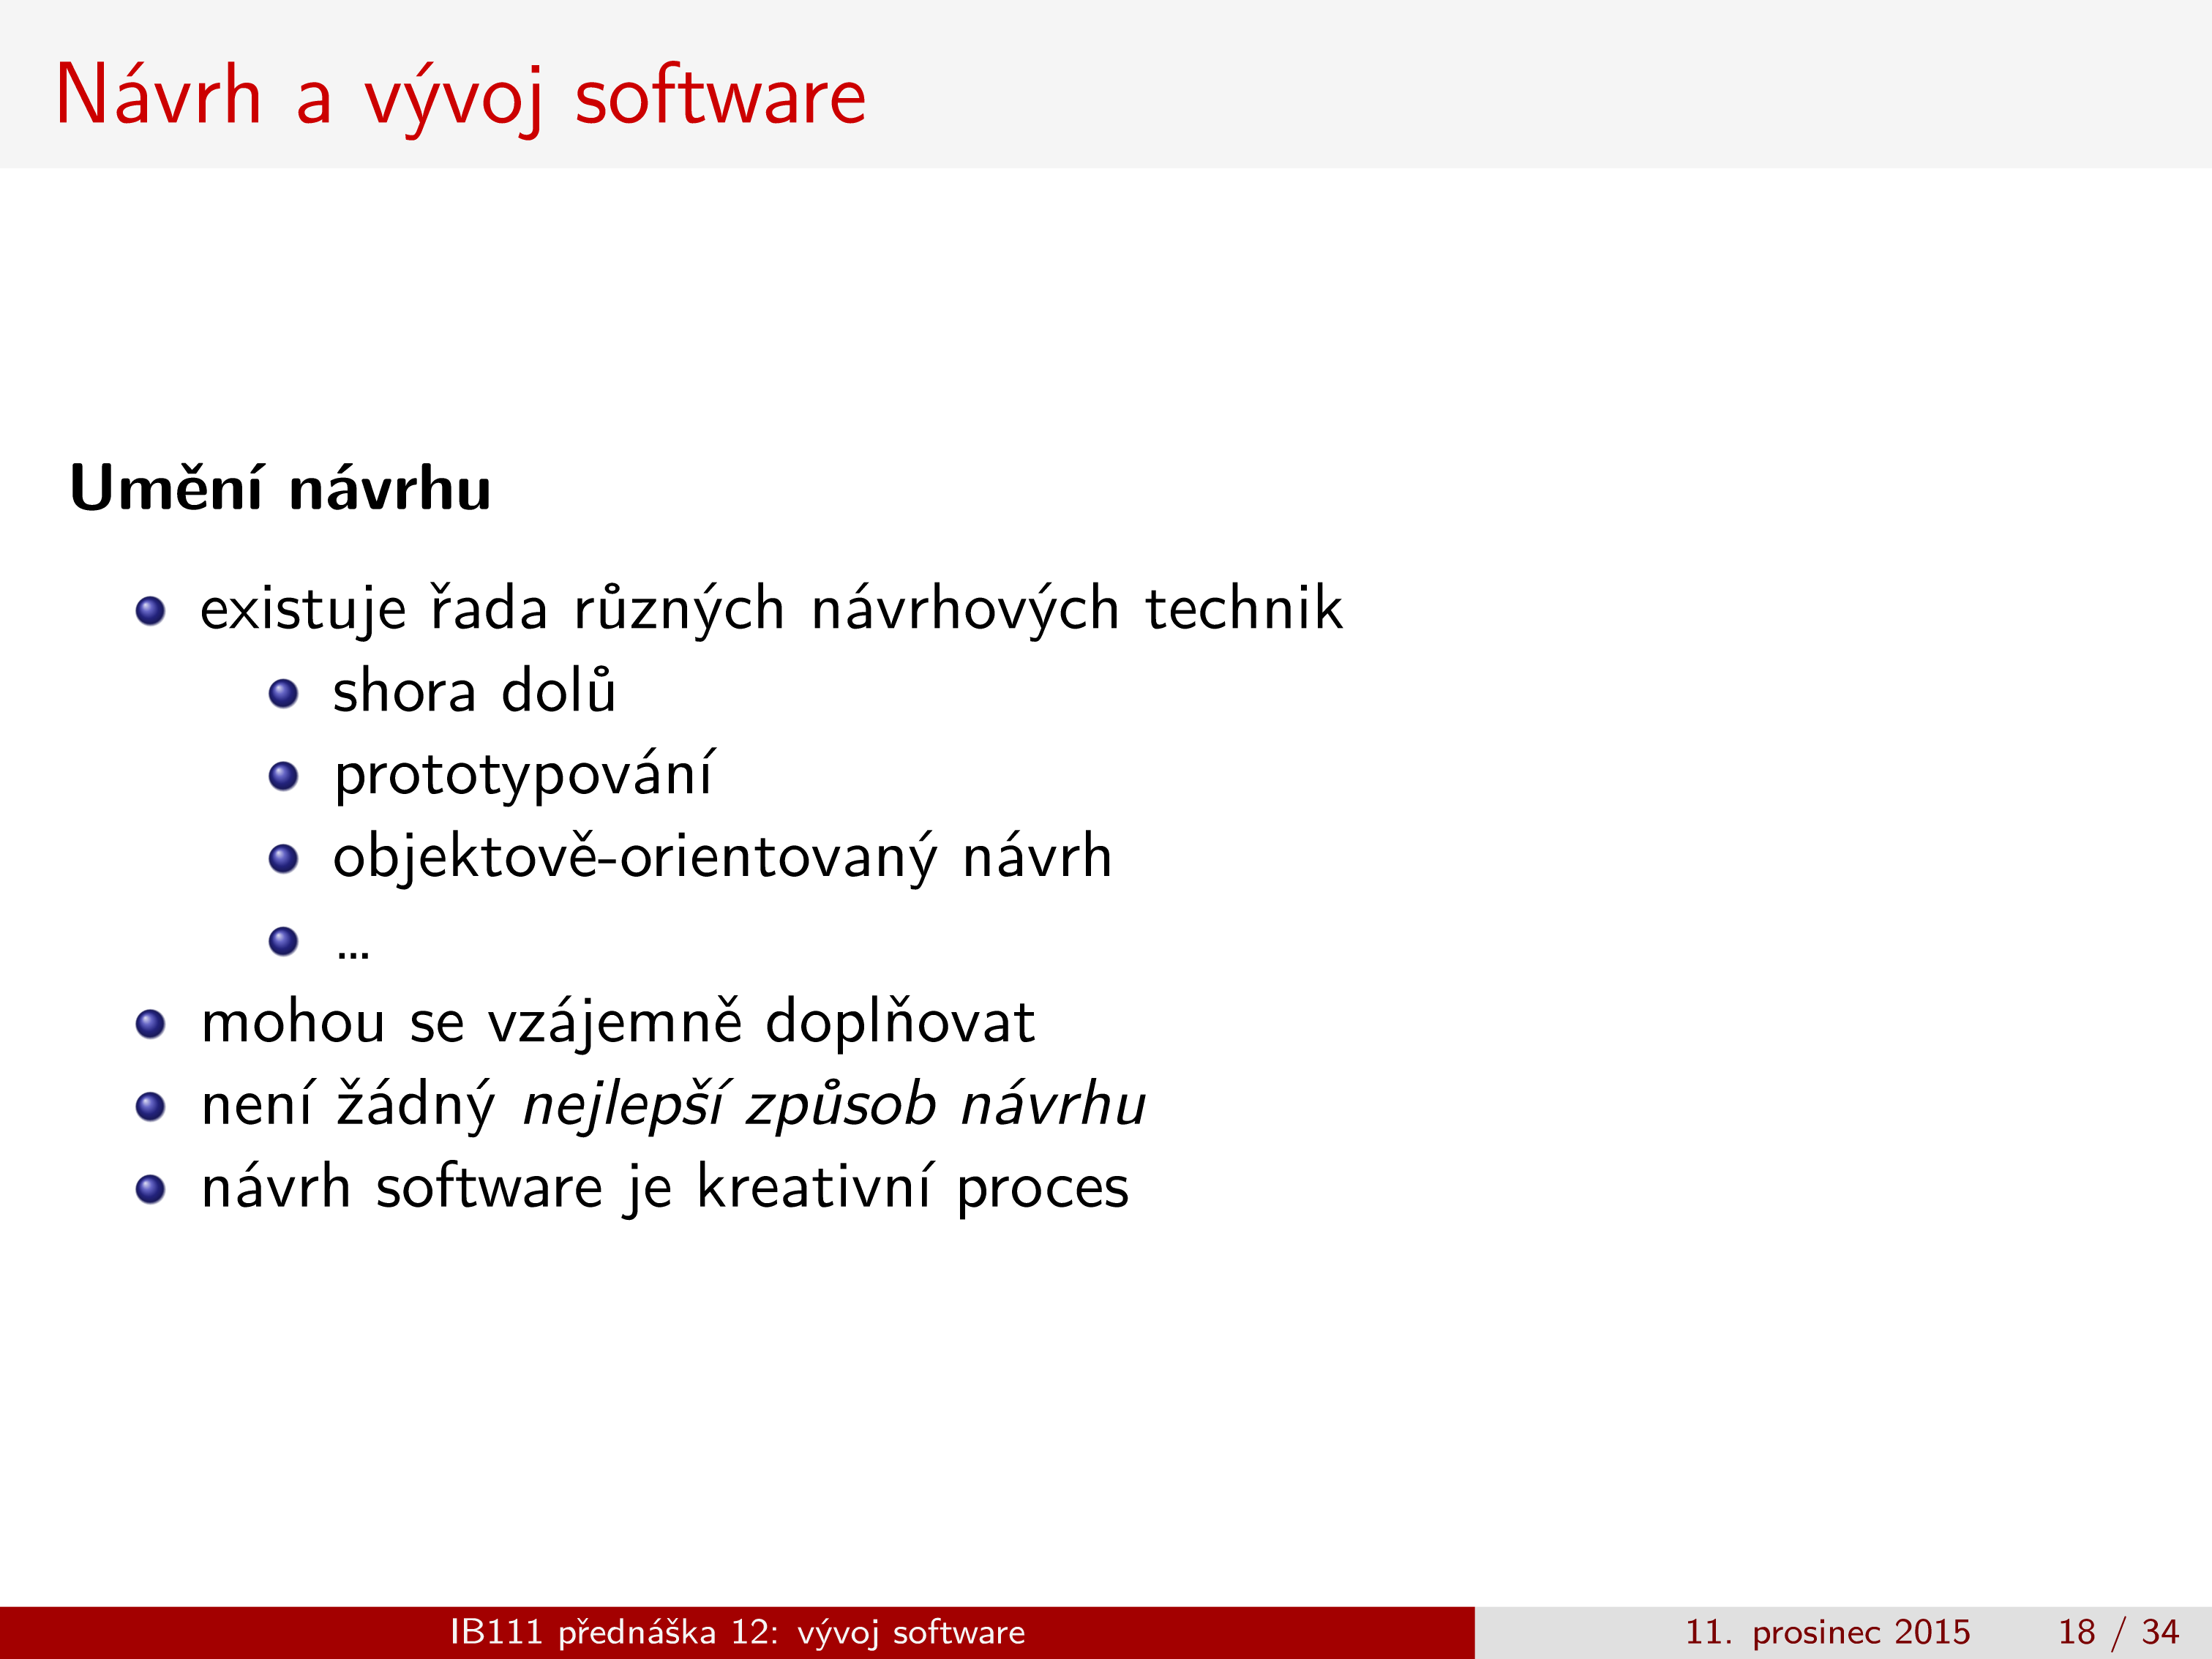 Návrh a vývoj software
Umění návrhu
existuje řada různých návrhových technik
shora dolů
prototypování
objektově-orientovaný návrh
...
mohou se vzájemně doplňovat
není žádný nejlepší způsob návrhu
návrh software je kreativní proces
IB111 přednáška 12: vývoj software
11. prosinec 2015
18 / 34